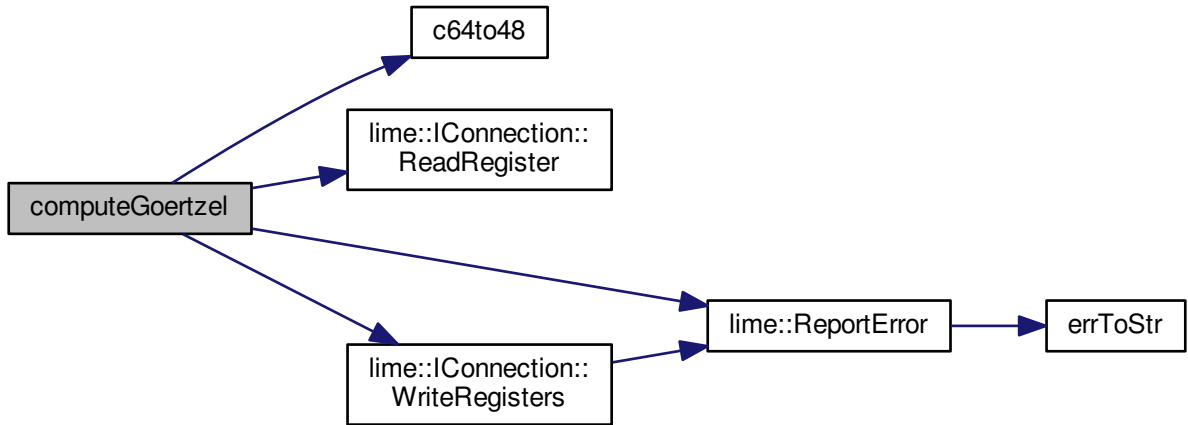 c64to48
lime::IConnection::
ReadRegister
computeGoertzel
lime::ReportError
errToStr
lime::IConnection::
WriteRegisters